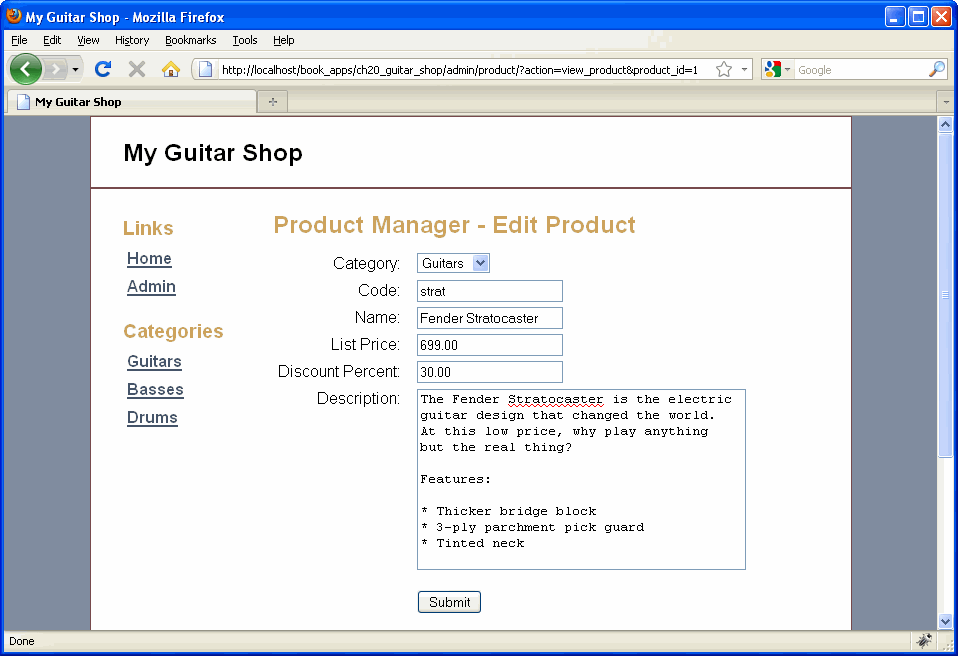 My Guitar Shop - Mozilla Firefox
File Edit View History Bookmarks Tools Help
http://localhost/book_apps/ch20_guitar_shop/admin/product/?action=view_product&product_id=1
Google
My Guitar Shop
My Guitar Shop
Links
Home
Admin
Categories
Guitars
Basses
Drums
Product Manager - Edit Product
Category: Guitars
Code: strat
Name: Fender Stratocaster
List Price: 699.00
Discount Percent: 30.00
Description: The Fender Stratocaster is the electric
guitar design that changed the world.
At this low price, why play anything
but the real thing?
Features:
* Thicker bridge block
* 3-ply parchment pick guard
* Tinted neck
Submit
Done